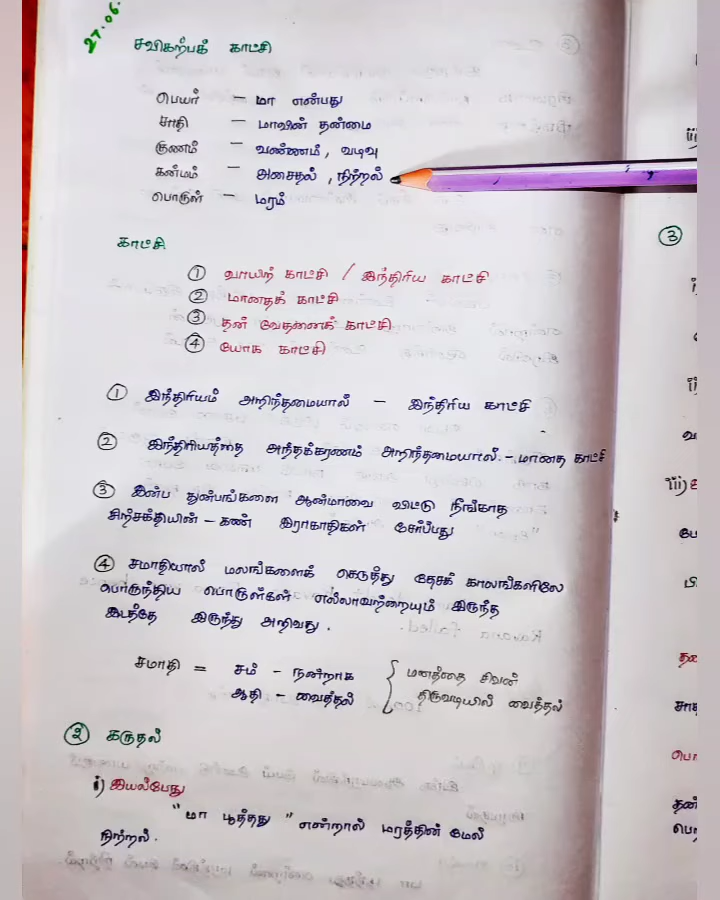 27.06.
சவிகற்பக் காட்சி
பெயர் – மா என்பது
சாதி – மாவின் தன்மை
குணம் – வண்ணம், வடிவு
கன்மம் – அசைதல், நிற்றல்
பொருள் – மரம்
காட்சி
① வாயிற் காட்சி / இந்திரிய காட்சி
② மானதக் காட்சி
③ தன் வேதனைக் காட்சி
④ யோக காட்சி
① இந்திரியம் அறிந்தமையால் – இந்திரிய காட்சி
② இந்திரியத்தை அந்தக்கரணம் அறிந்தமையால் – மானத காட்சி
③ இன்ப துன்பங்களை ஆன்மாவை விட்டு நீங்காத
சிற்சக்தியின் – கண் இராகாதிகள் சேர்ப்பது
④ சமாதியால் மலங்களைக் கெடுத்து தேசக் காலங்களிலே
பொருந்திய பொருள்கள் எல்லாவற்றையும் இருந்த
இடத்தே இருந்து அறிவது.
சமாதி = சம் - நன்றாக { மனத்தை சிவன்
ஆதி – வைத்தல் திருவடியில் வைத்தல்
② கருதல்
i) இயல்பேது
"மா பூத்தது" என்றால் மரத்தின் மேல்
நிற்றல்.
ii)
③
iii)